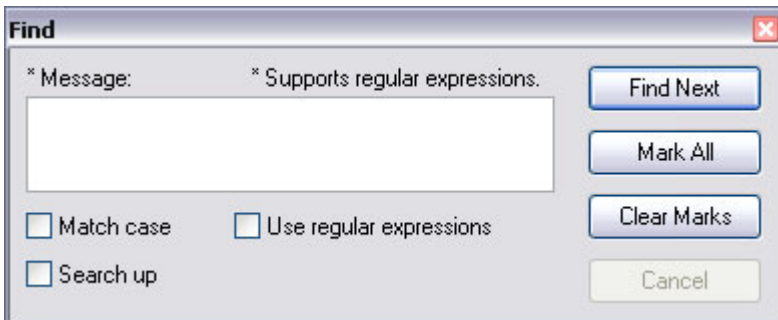 Find
* Message: * Supports regular expressions.
Find Next
Mark All
Match case Use regular expressions
Clear Marks
Search up
Cancel